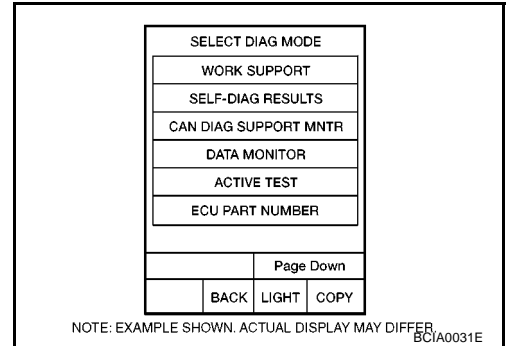 SELECT DIAG MODE
WORK SUPPORT
SELF-DIAG RESULTS
CAN DIAG SUPPORT MNTR
DATA MONITOR
ACTIVE TEST
ECU PART NUMBER
Page Down
BACK LIGHT COPY
NOTE: EXAMPLE SHOWN. ACTUAL DISPLAY MAY DIFFER.
BCIA0031E